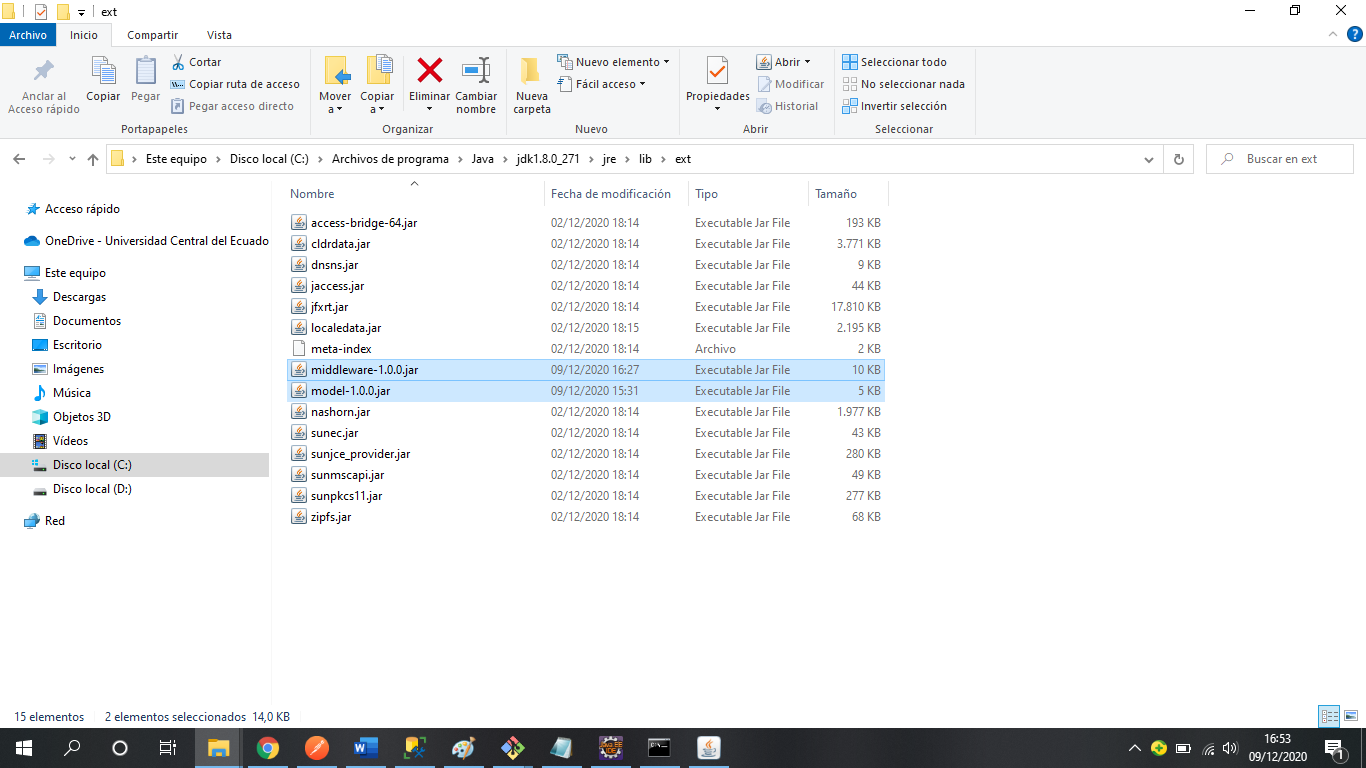 ext
Archivo Inicio Compartir Vista
Anclar al Acceso rápido
Copiar
Pegar
Cortar
Copiar ruta de acceso
Pegar acceso directo
Portapapeles
Mover a
Copiar a
Eliminar
Cambiar nombre
Organizar
Nueva carpeta
Nuevo elemento
Fácil acceso
Nuevo
Propiedades
Abrir
Modificar
Historial
Abrir
Seleccionar todo
No seleccionar nada
Invertir selección
Seleccionar
Este equipo > Disco local (C:) > Archivos de programa > Java > jdk1.8.0_271 > jre > lib > ext
Buscar en ext
Acceso rápido
OneDrive - Universidad Central del Ecuado
Este equipo
Descargas
Documentos
Escritorio
Imágenes
Música
Objetos 3D
Vídeos
Disco local (C:)
Disco local (D:)
Red
Nombre Fecha de modificación Tipo Tamaño
access-bridge-64.jar 02/12/2020 18:14 Executable Jar File 193 KB
cldrdata.jar 02/12/2020 18:14 Executable Jar File 3.771 KB
dnsns.jar 02/12/2020 18:14 Executable Jar File 9 KB
jaccess.jar 02/12/2020 18:14 Executable Jar File 44 KB
jfxrt.jar 02/12/2020 18:14 Executable Jar File 17.810 KB
localedata.jar 02/12/2020 18:15 Executable Jar File 2.195 KB
meta-index 02/12/2020 18:14 Archivo 2 KB
middleware-1.0.0.jar 09/12/2020 16:27 Executable Jar File 10 KB
model-1.0.0.jar 09/12/2020 15:31 Executable Jar File 5 KB
nashorn.jar 02/12/2020 18:14 Executable Jar File 1.977 KB
sunec.jar 02/12/2020 18:14 Executable Jar File 43 KB
sunjce_provider.jar 02/12/2020 18:14 Executable Jar File 280 KB
sunmscapi.jar 02/12/2020 18:14 Executable Jar File 49 KB
sunpkcs11.jar 02/12/2020 18:14 Executable Jar File 277 KB
zipfs.jar 02/12/2020 18:14 Executable Jar File 68 KB
15 elementos 2 elementos seleccionados 14,0 KB
16:53
09/12/2020
1